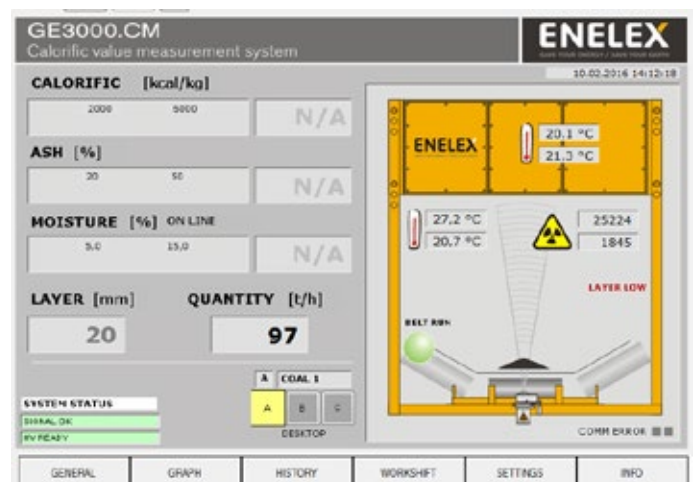 GE3000.CM
Calorific value measurement system
ENELEX
10.02.2016 14:12:18
CALORIFIC [kcal/kg]
2000 5000
N/A
ASH [%]
20 50
N/A
MOISTURE [%] ON LINE
5,0 15,0
N/A
LAYER [mm] QUANTITY [t/h]
20 97
A COAL 1
A B C
DESKTOP
SYSTEM STATUS
SIGNAL OK
HV READY
ENELEX
20.1 °C
21.3 °C
27,2 °C
20,7 °C
25224
1845
LAYER LOW
BELT RUN
COMM ERROR
GENERAL GRAPH HISTORY WORKSHIFT SETTINGS INFO